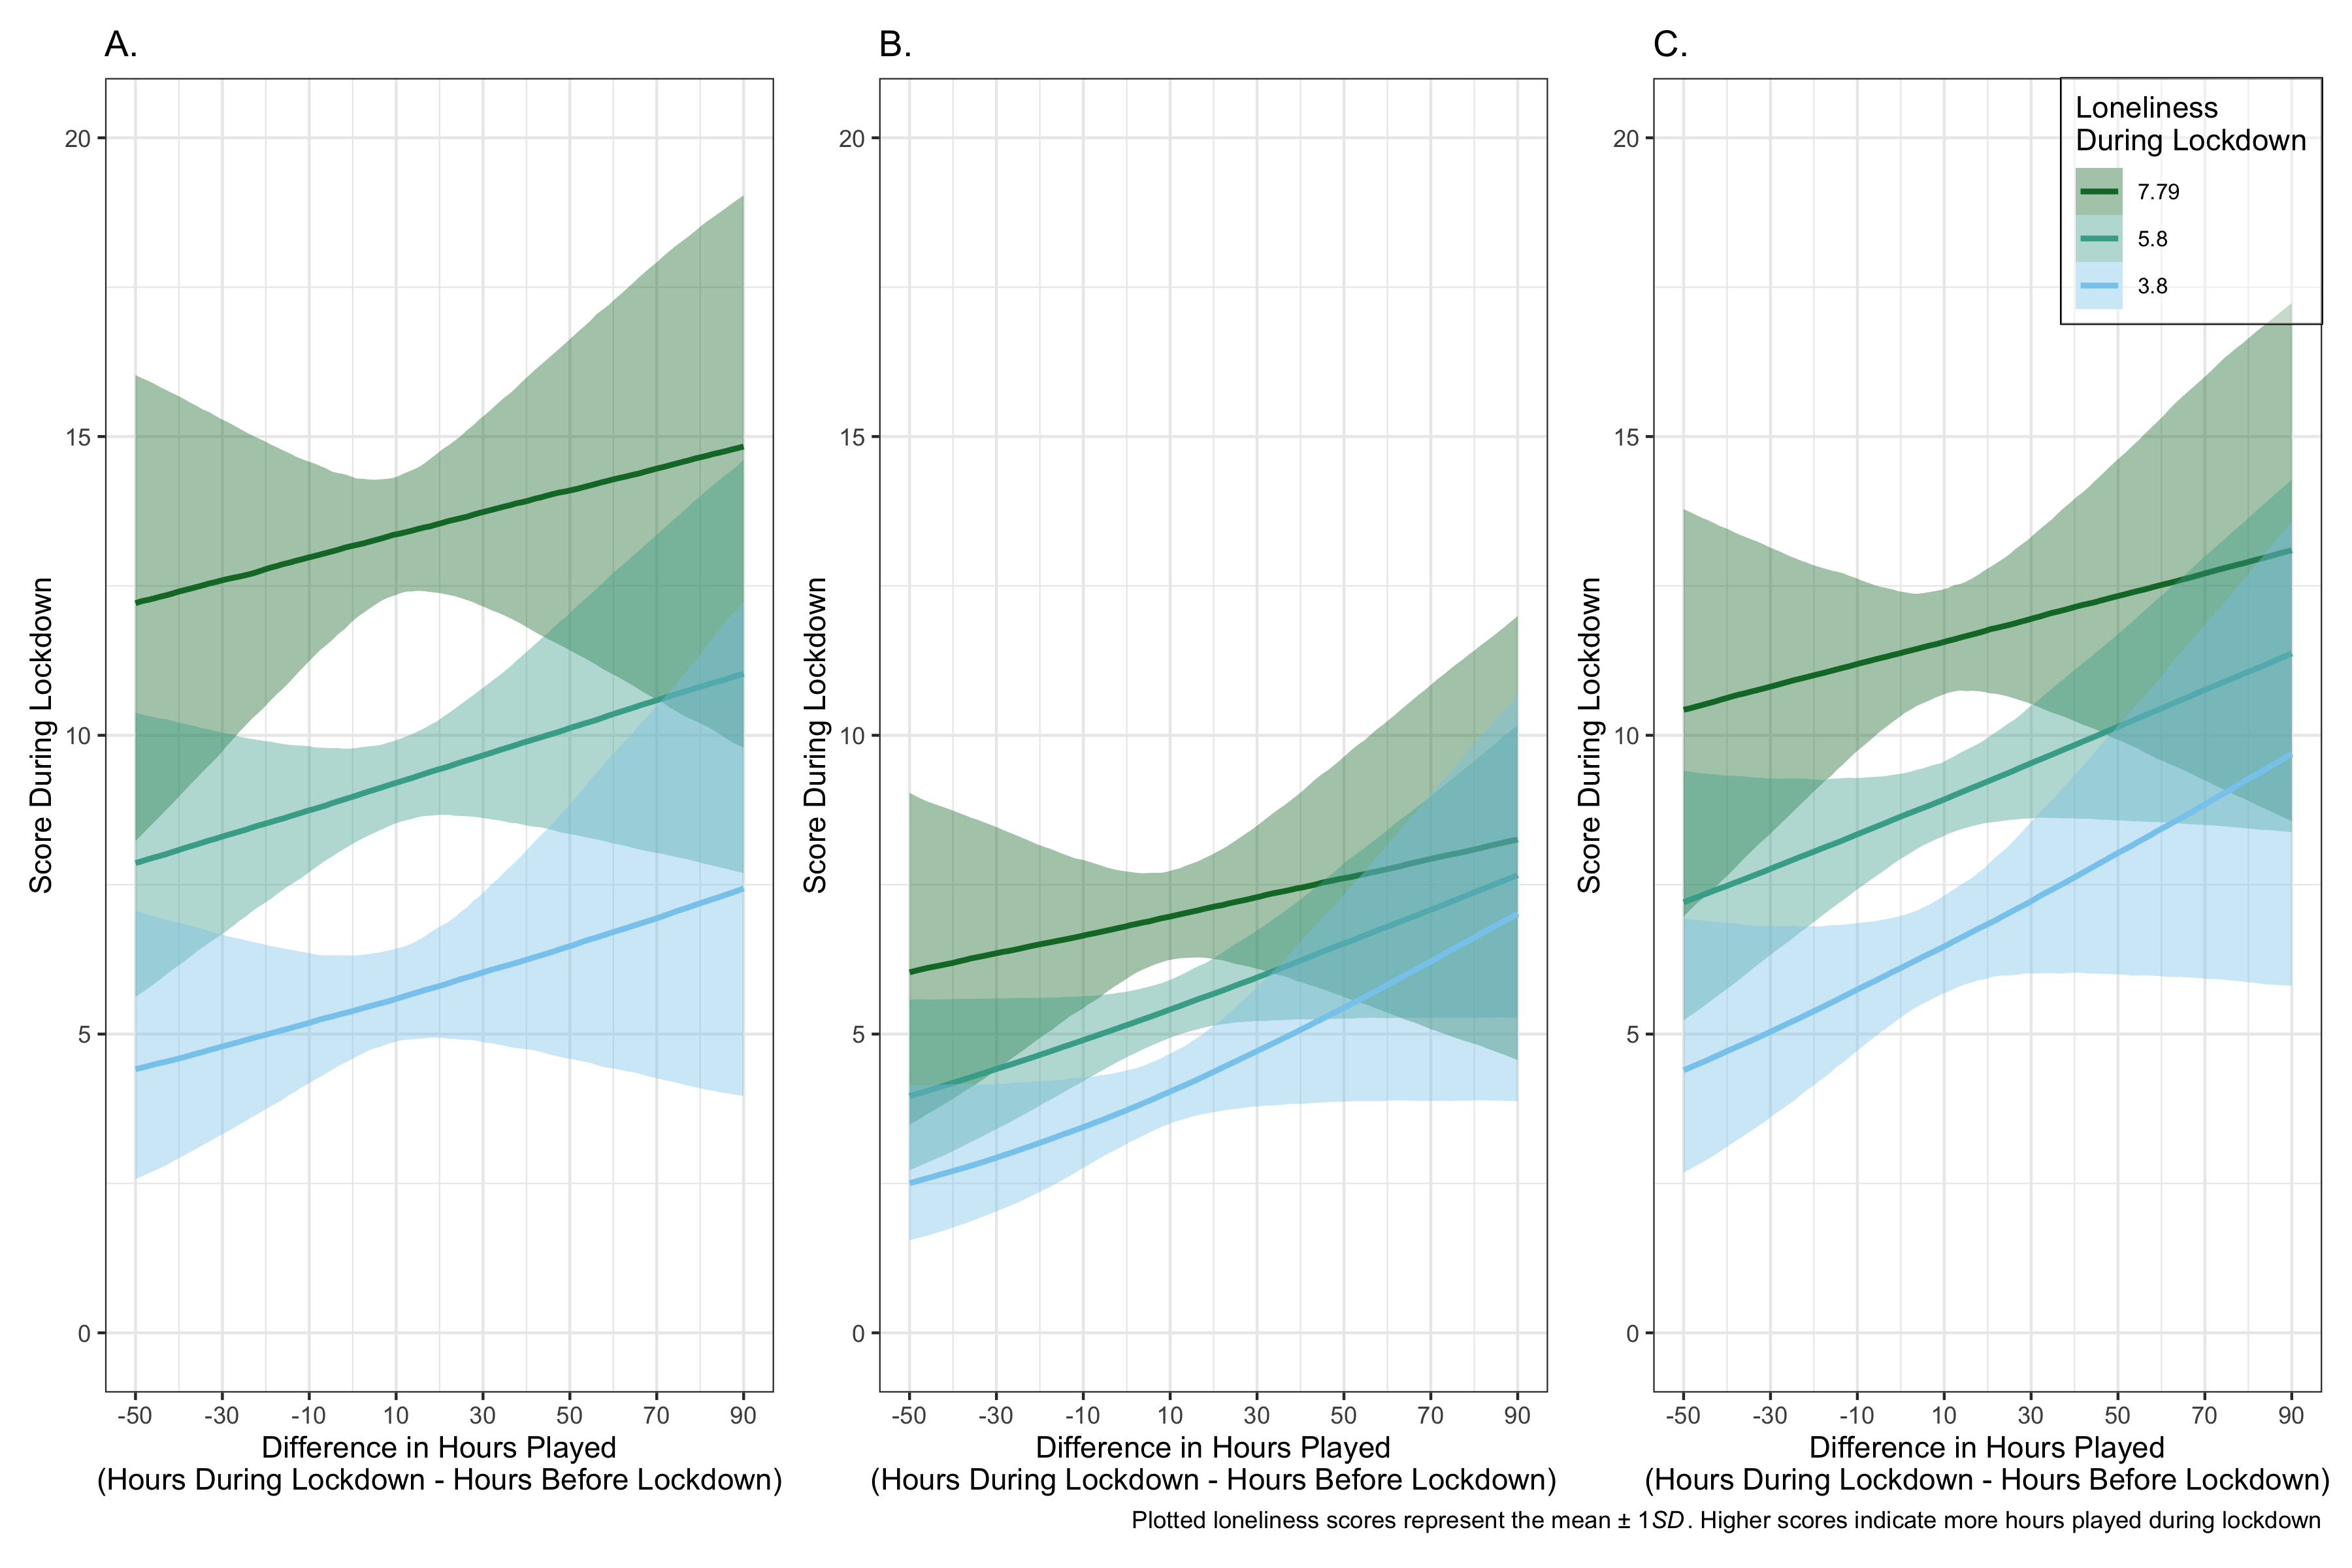 A.
B.
C.
Loneliness
During Lockdown
7.79
5.8
3.8
Score During Lockdown
20
15
10
5
0
-50 -30 -10 10 30 50 70 90
Difference in Hours Played
(Hours During Lockdown - Hours Before Lockdown)
Score During Lockdown
20
15
10
5
0
-50 -30 -10 10 30 50 70 90
Difference in Hours Played
(Hours During Lockdown - Hours Before Lockdown)
Score During Lockdown
20
15
10
5
0
-50 -30 -10 10 30 50 70 90
Difference in Hours Played
(Hours During Lockdown - Hours Before Lockdown)
Plotted loneliness scores represent the mean ± 1SD. Higher scores indicate more hours played during lockdown